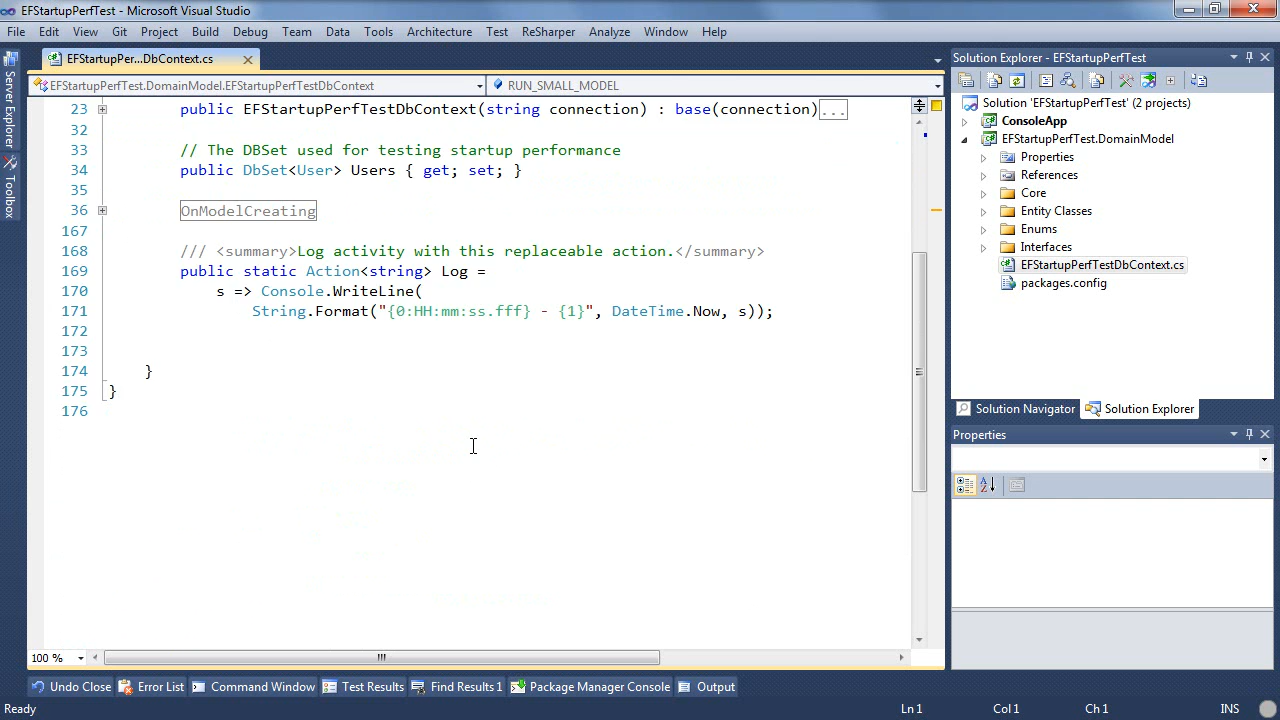 EFStartupPerfTest - Microsoft Visual Studio
File Edit View Git Project Build Debug Team Data Tools Architecture Test ReSharper Analyze Window Help
Server Explorer
Toolbox
EFStartupPer...DbContext.cs
EFStartupPerfTest.DomainModel.EFStartupPerfTestDbContext
RUN_SMALL_MODEL
23 public EFStartupPerfTestDbContext(string connection) : base(connection)...
32
33 // The DBSet used for testing startup performance
34 public DbSet<User> Users { get; set; }
35
36 OnModelCreating
167
168 /// <summary>Log activity with this replaceable action.</summary>
169 public static Action<string> Log =
170 s => Console.WriteLine(
171 String.Format("{0:HH:mm:ss.fff} - {1}", DateTime.Now, s));
172
173
174 }
175 }
176
100 %
Solution Explorer - EFStartupPerfTest
Solution 'EFStartupPerfTest' (2 projects)
ConsoleApp
EFStartupPerfTest.DomainModel
Properties
References
Core
Entity Classes
Enums
Interfaces
EFStartupPerfTestDbContext.cs
packages.config
Solution Navigator
Solution Explorer
Properties
Undo Close
Error List
Command Window
Test Results
Find Results 1
Package Manager Console
Output
Ready
Ln 1
Col 1
Ch 1
INS